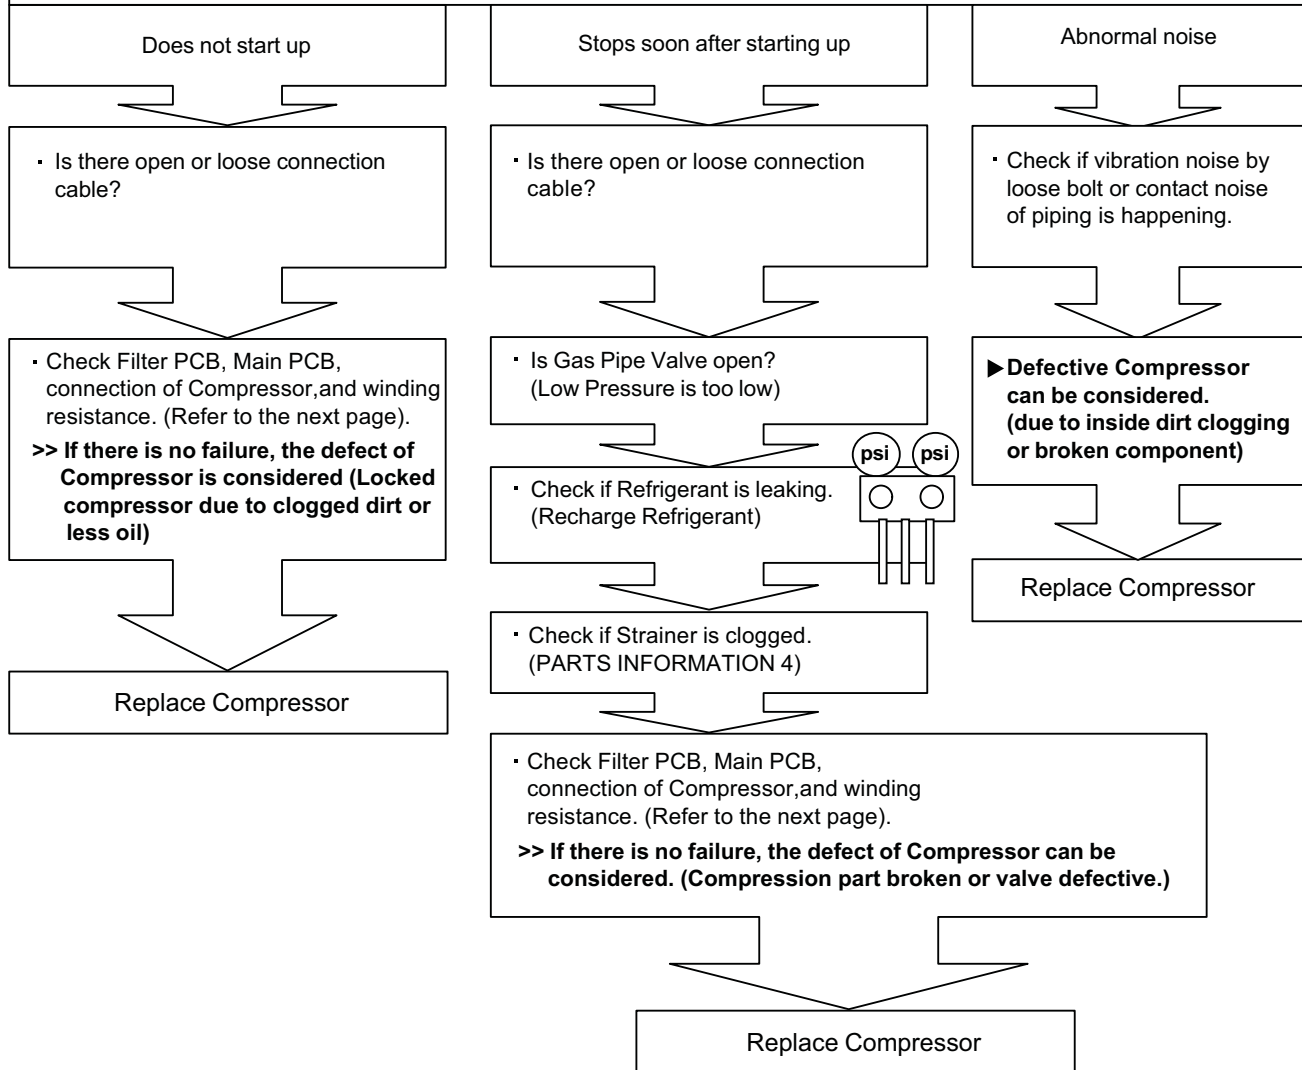 Does not start up
· Is there open or loose connection
cable?
· Check Filter PCB, Main PCB,
connection of Compressor,and winding
resistance. (Refer to the next page).
>> If there is no failure, the defect of
Compressor is considered (Locked
compressor due to clogged dirt or
less oil)
Replace Compressor
Stops soon after starting up
· Is there open or loose connection
cable?
· Is Gas Pipe Valve open?
(Low Pressure is too low)
· Check if Refrigerant is leaking.
(Recharge Refrigerant)
psi psi
· Check if Strainer is clogged.
(PARTS INFORMATION 4)
· Check Filter PCB, Main PCB,
connection of Compressor,and winding
resistance. (Refer to the next page).
>> If there is no failure, the defect of Compressor can be
considered. (Compression part broken or valve defective.)
Replace Compressor
Abnormal noise
· Check if vibration noise by
loose bolt or contact noise
of piping is happening.
▶ Defective Compressor
can be considered.
(due to inside dirt clogging
or broken component)
Replace Compressor